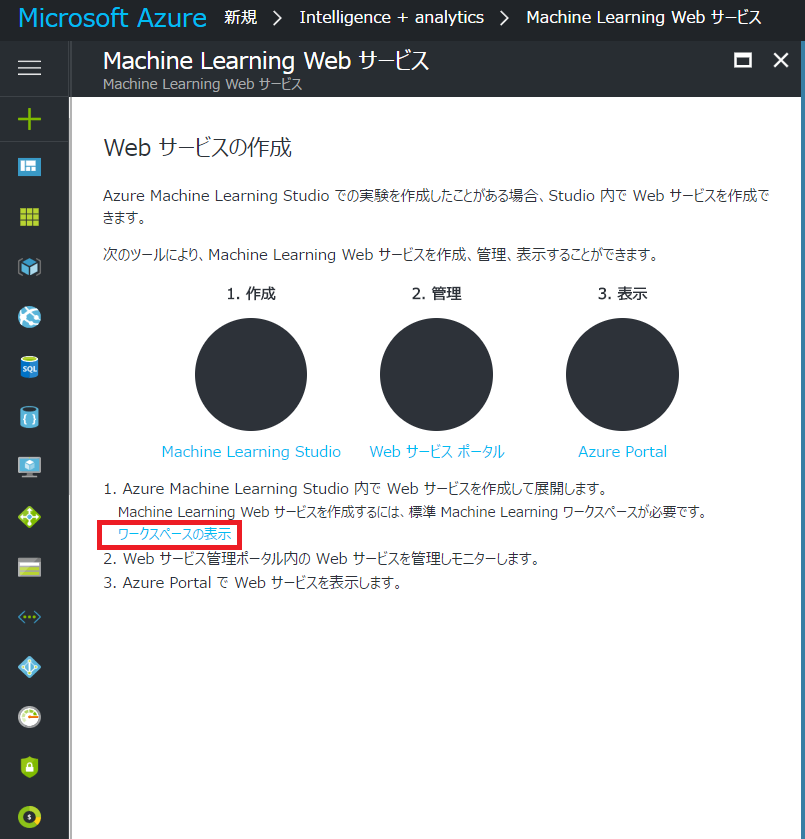 Microsoft Azure 新規 > Intelligence + analytics > Machine Learning Web サービス
Machine Learning Web サービス
Machine Learning Web サービス
Web サービスの作成
Azure Machine Learning Studio での実験を作成したことがある場合、Studio 内で Web サービスを作成で
きます。
次のツールにより、Machine Learning Web サービスを作成、管理、表示することができます。
1. 作成 2. 管理 3. 表示
Machine Learning Studio Web サービス ポータル Azure Portal
1. Azure Machine Learning Studio 内で Web サービスを作成して展開します。
Machine Learning Web サービスを作成するには、標準 Machine Learning ワークスペースが必要です。
ワークスペースの表示
2. Web サービス管理ポータル内の Web サービスを管理しモニターします。
3. Azure Portal で Web サービスを表示します。
SQL